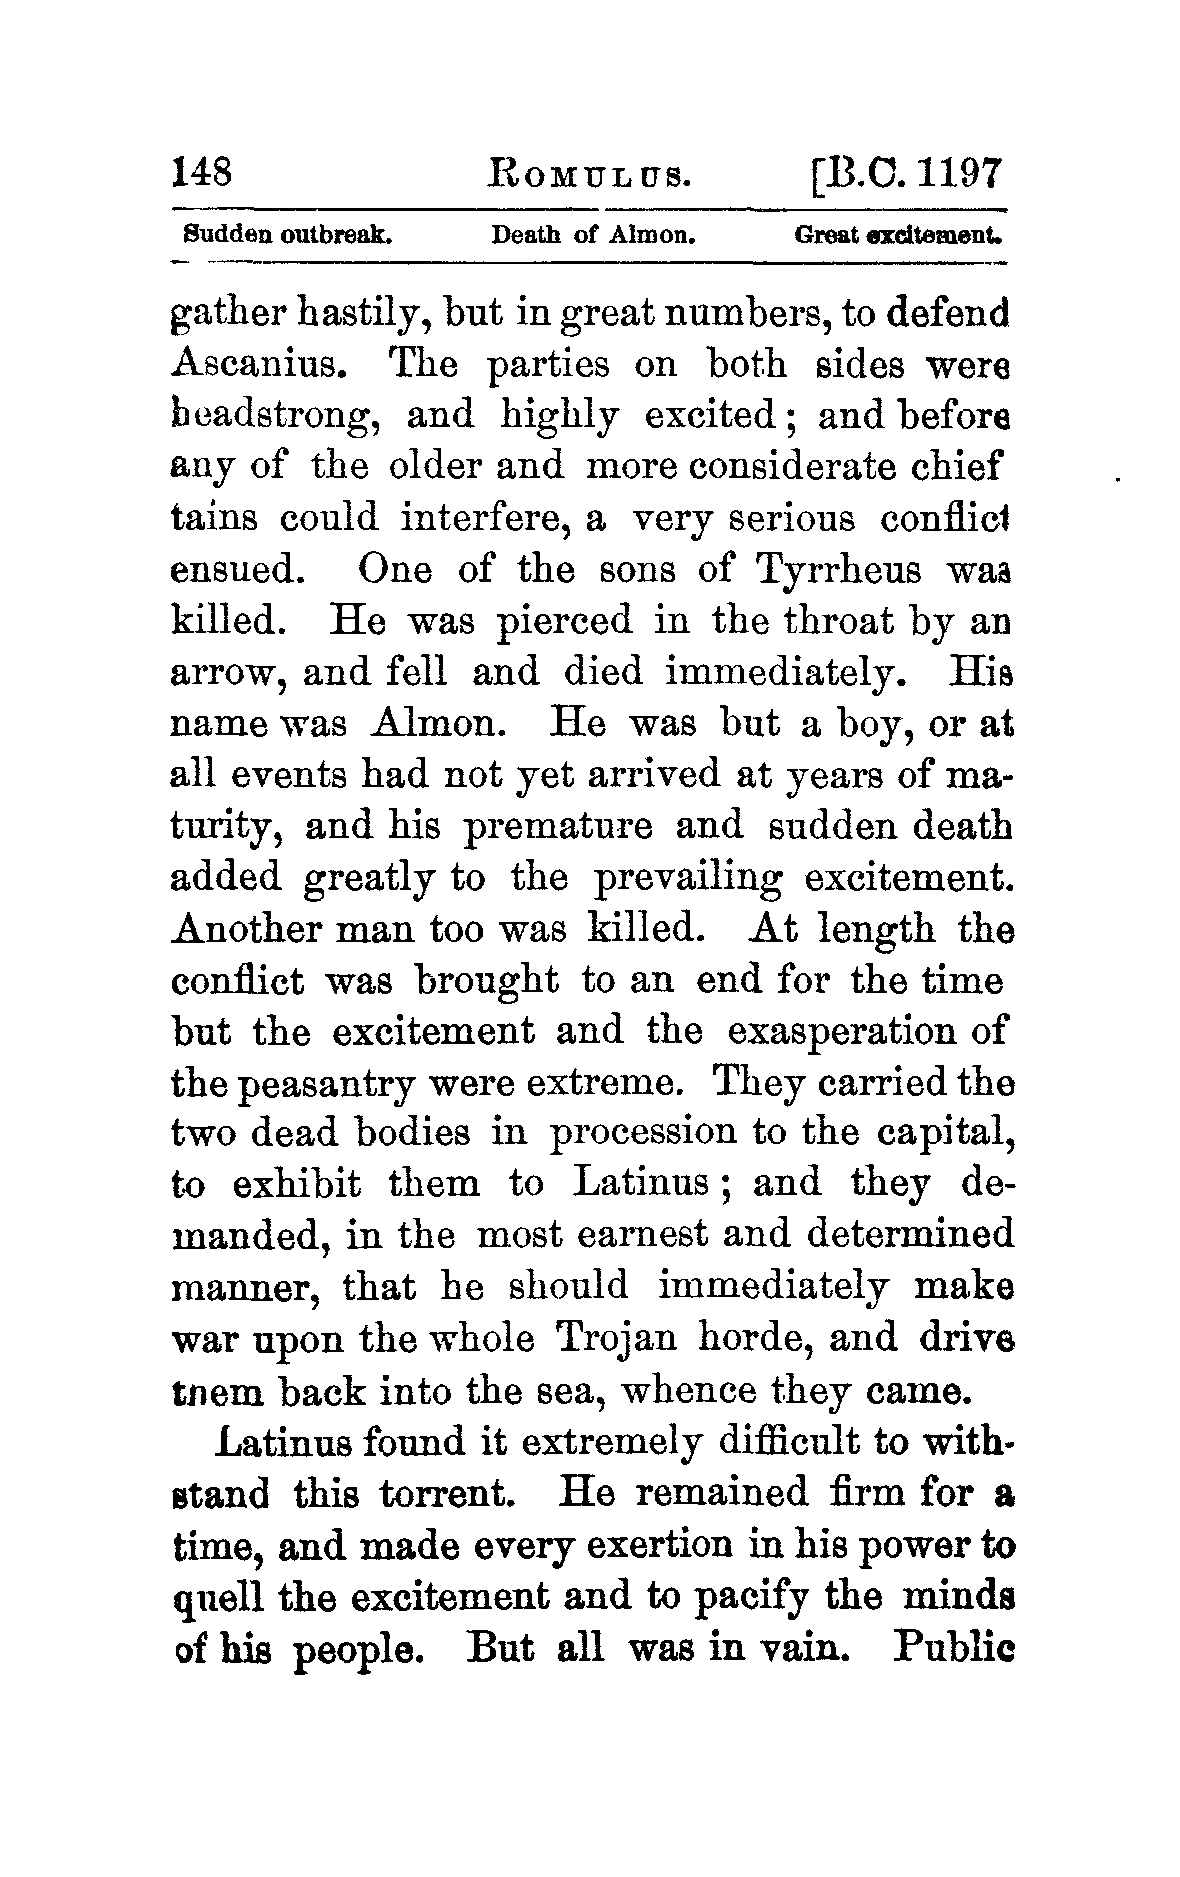 148 ROMULUS. [B.C. 1197
Sudden outbreak. Death of Almon. Great excitement.
gather hastily, but in great numbers, to defend
Ascanius. The parties on both sides were
headstrong, and highly excited; and before
any of the older and more considerate chief
tains could interfere, a very serious conflict
ensued. One of the sons of Tyrrheus was
killed. He was pierced in the throat by an
arrow, and fell and died immediately. His
name was Almon. He was but a boy, or at
all events had not yet arrived at years of ma-
turity, and his premature and sudden death
added greatly to the prevailing excitement.
Another man too was killed. At length the
conflict was brought to an end for the time
but the excitement and the exasperation of
the peasantry were extreme. They carried the
two dead bodies in procession to the capital,
to exhibit them to Latinus; and they de-
manded, in the most earnest and determined
manner, that he should immediately make
war upon the whole Trojan horde, and drive
them back into the sea, whence they came.
Latinus found it extremely difficult to with-
stand this torrent. He remained firm for a
time, and made every exertion in his power to
quell the excitement and to pacify the minds
of his people. But all was in vain. Public